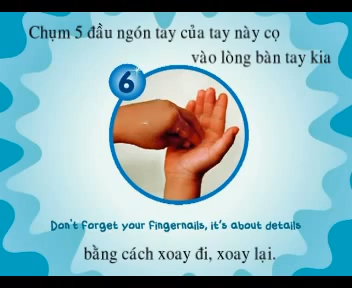 Chụm 5 đầu ngón tay của tay này cọ
vào lòng bàn tay kia
6
Don't forget your fingernails, it's about details
bằng cách xoay đi, xoay lại.